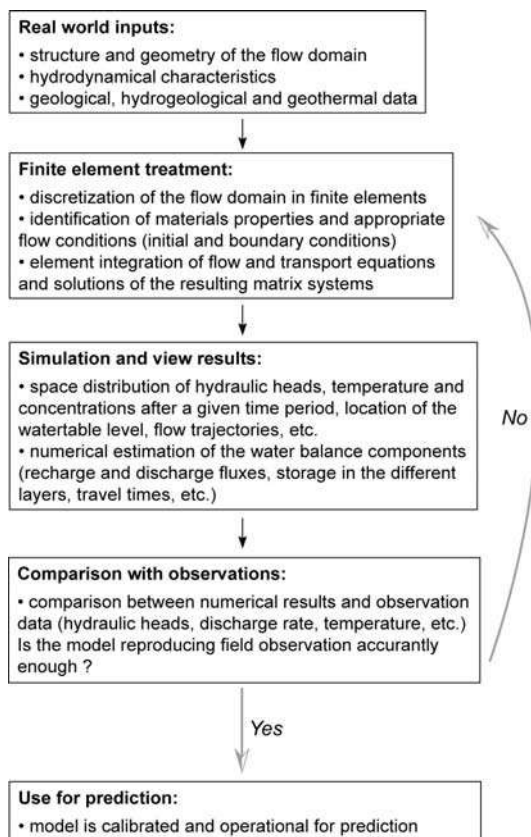 Real world inputs:
• structure and geometry of the flow domain
• hydrodynamical characteristics
• geological, hydrogeological and geothermal data
Finite element treatment:
• discretization of the flow domain in finite elements
• identification of materials properties and appropriate
flow conditions (initial and boundary conditions)
• element integration of flow and transport equations
and solutions of the resulting matrix systems
Simulation and view results:
• space distribution of hydraulic heads, temperature and
concentrations after a given time period, location of the
watertable level, flow trajectories, etc.
• numerical estimation of the water balance components
(recharge and discharge fluxes, storage in the different
layers, travel times, etc.)
No
Comparison with observations:
• comparison between numerical results and observation
data (hydraulic heads, discharge rate, temperature, etc.)
Is the model reproducing field observation accurantly
enough ?
Yes
Use for prediction:
• model is calibrated and operational for prediction